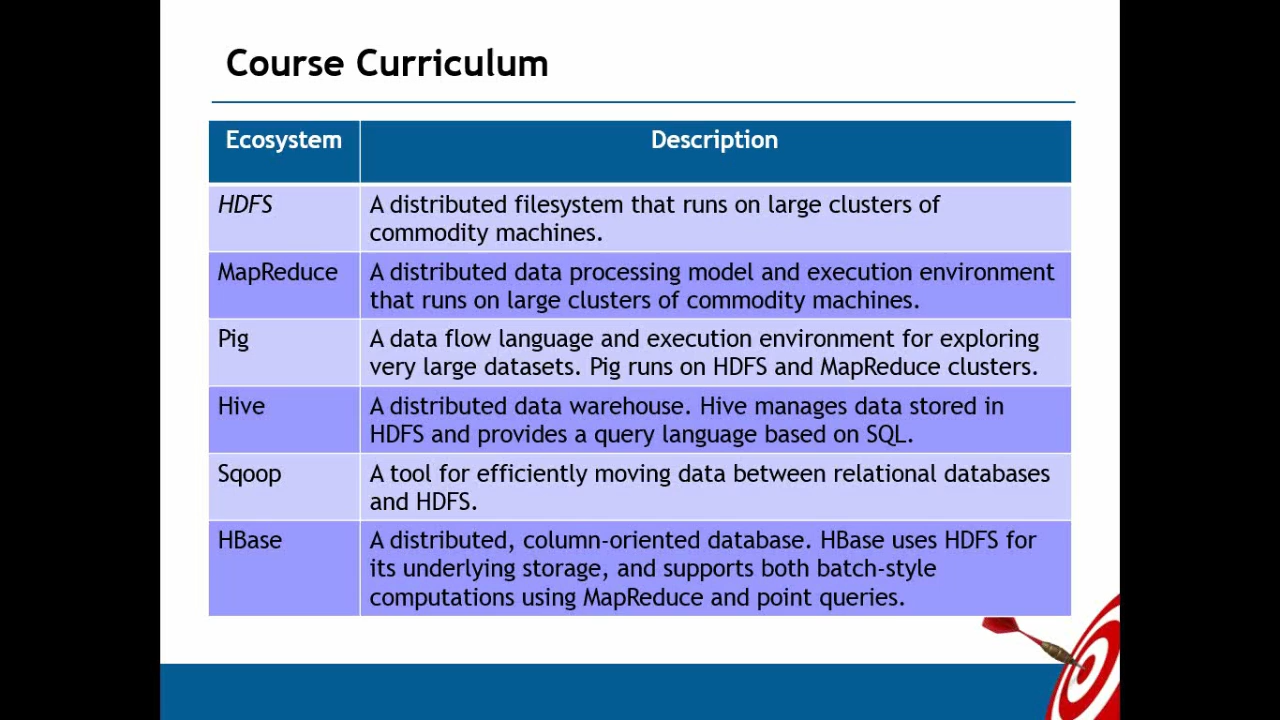 Course Curriculum
Ecosystem Description
HDFS A distributed filesystem that runs on large clusters of
commodity machines.
MapReduce A distributed data processing model and execution environment
that runs on large clusters of commodity machines.
Pig A data flow language and execution environment for exploring
very large datasets. Pig runs on HDFS and MapReduce clusters.
Hive A distributed data warehouse. Hive manages data stored in
HDFS and provides a query language based on SQL.
Sqoop A tool for efficiently moving data between relational databases
and HDFS.
HBase A distributed, column-oriented database. HBase uses HDFS for
its underlying storage, and supports both batch-style
computations using MapReduce and point queries.